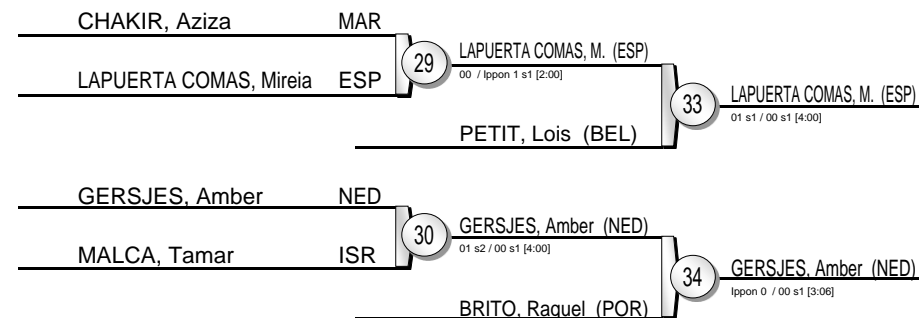 CHAKIR, Aziza MAR
LAPUERTA COMAS, Mireia ESP
29
LAPUERTA COMAS, M. (ESP)
00 / Ippon 1 s1 [2:00]
PETIT, Lois (BEL)
33
LAPUERTA COMAS, M. (ESP)
01 s1 / 00 s1 [4:00]
GERSJES, Amber NED
MALCA, Tamar ISR
30
GERSJES, Amber (NED)
01 s2 / 00 s1 [4:00]
BRITO, Raquel (POR)
34
GERSJES, Amber (NED)
Ippon 0 / 00 s1 [3:06]